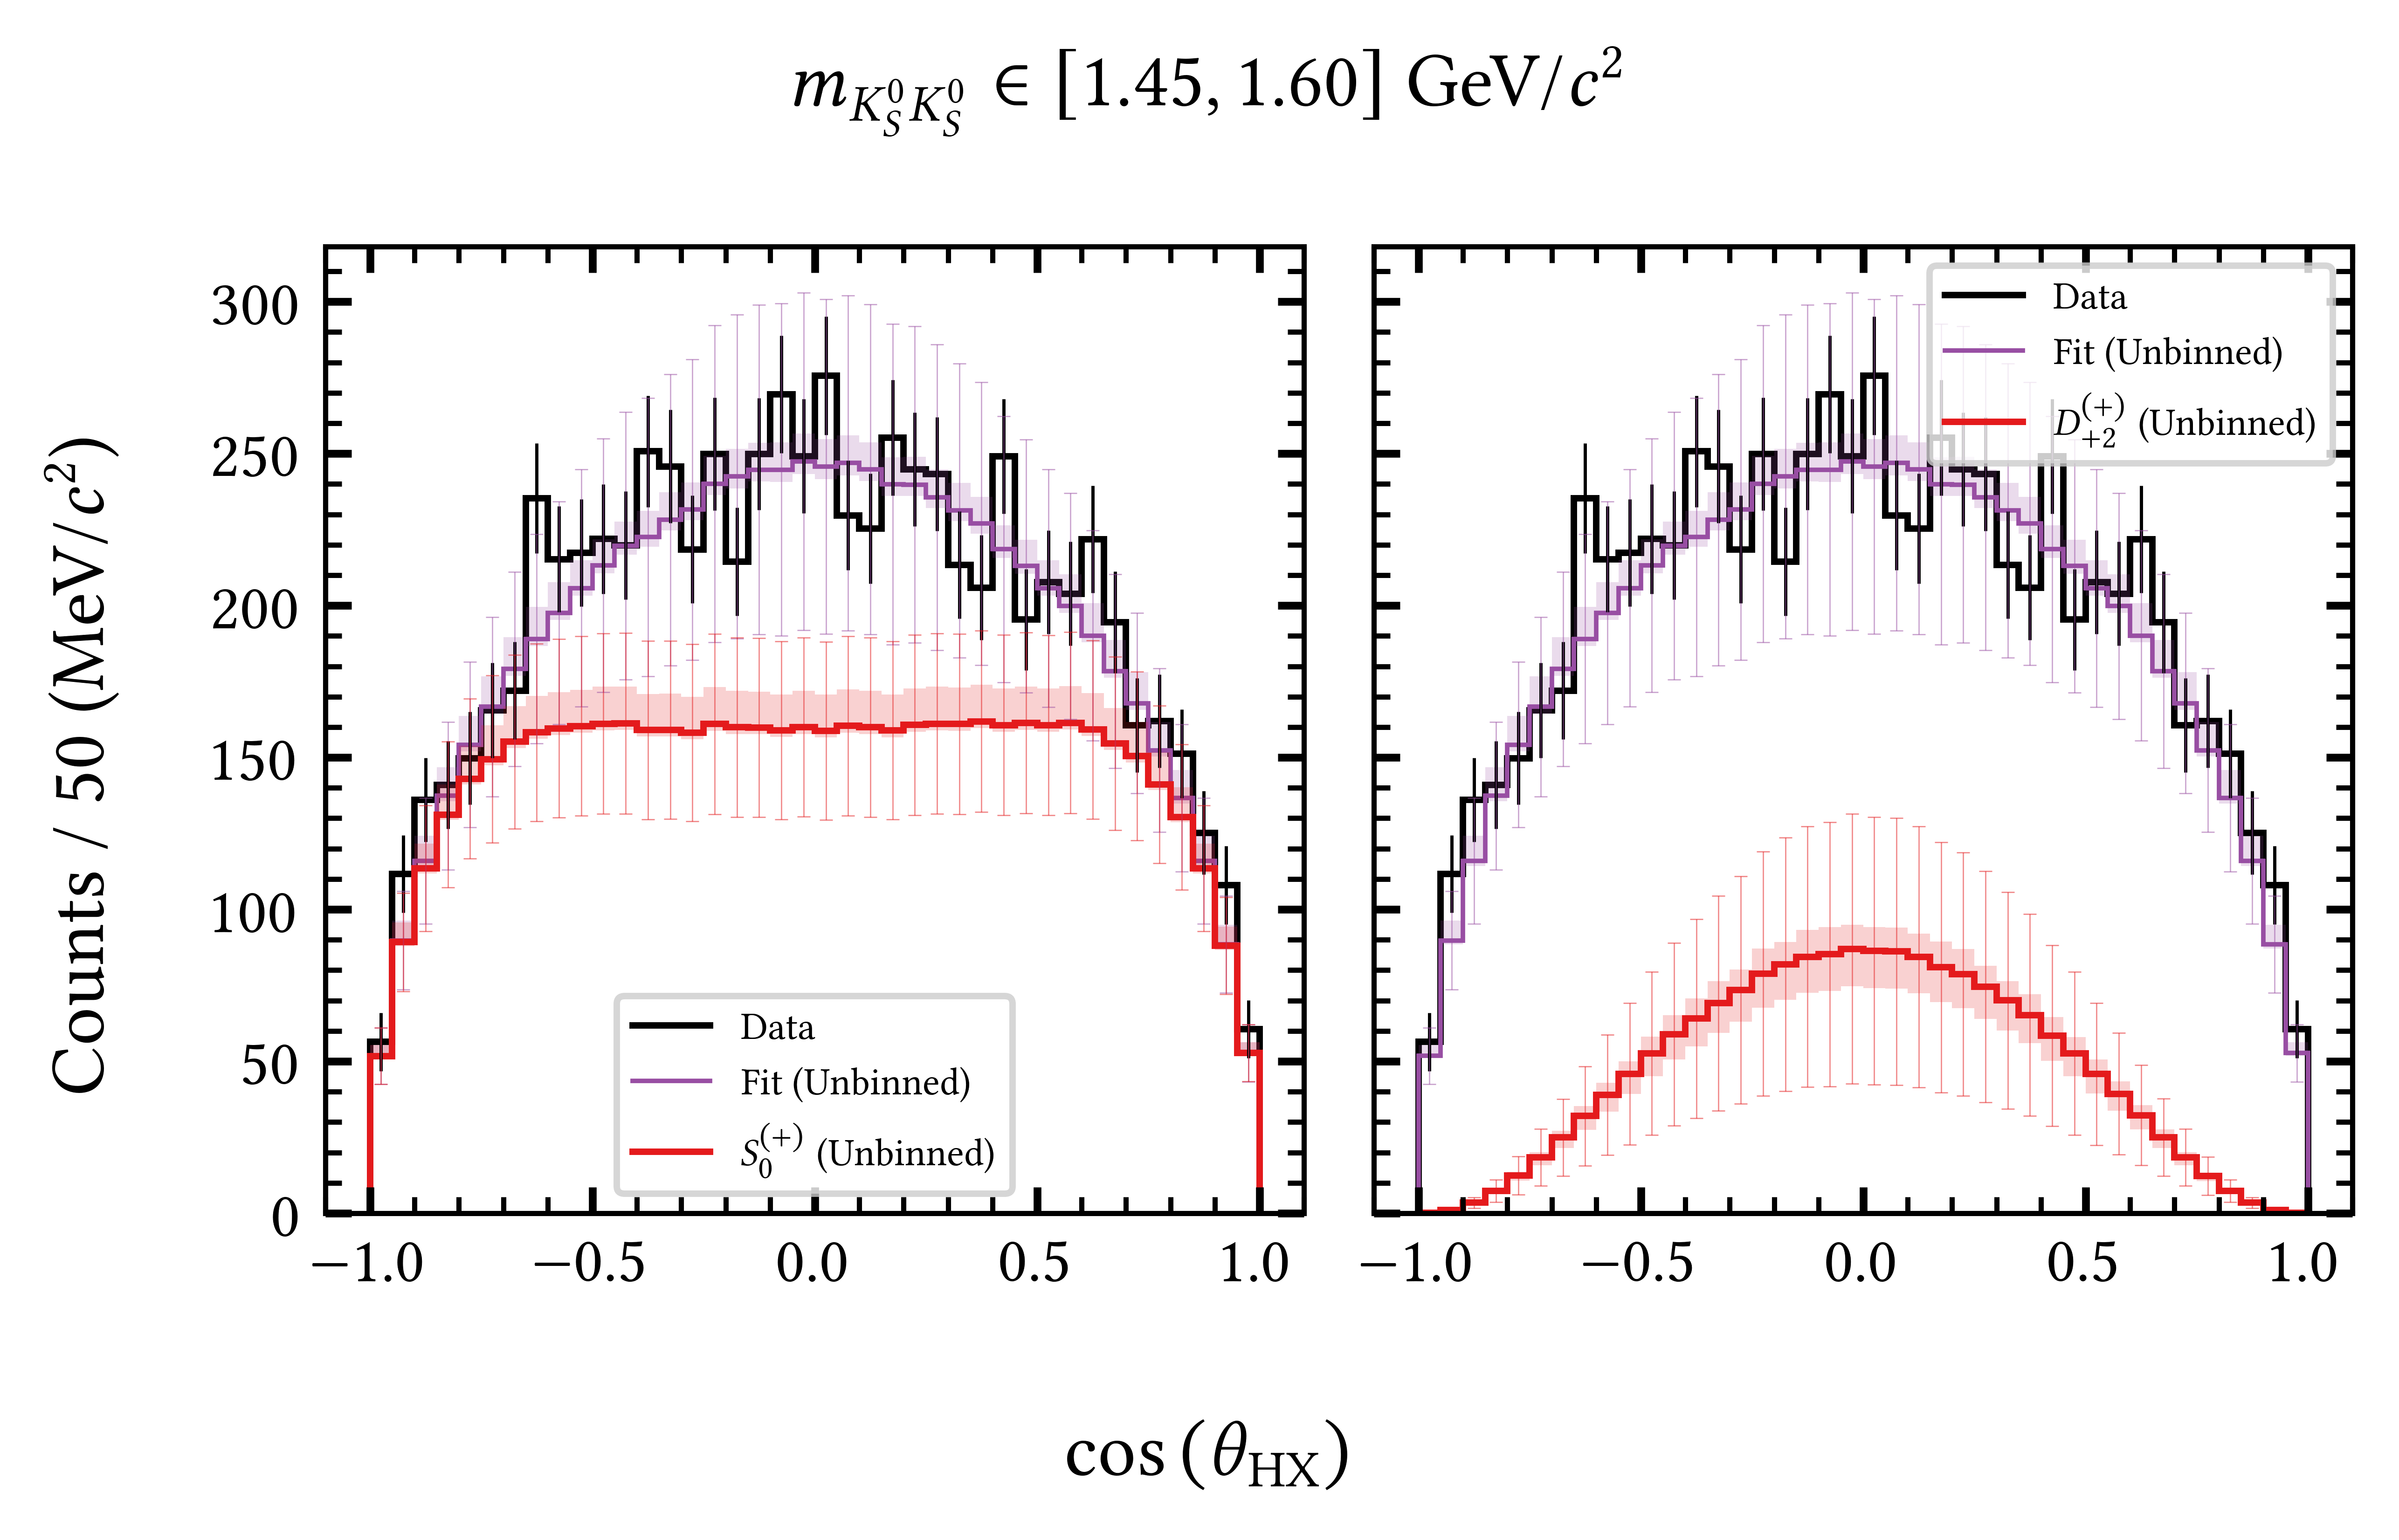 m_{K_S^0 K_S^0} ∈ [1.45, 1.60] GeV/c²
Counts / 50 (MeV/c²)
300
250
200
150
100
50
0
−1.0 −0.5 0.0 0.5 1.0
Data
Fit (Unbinned)
S_0^{(+)} (Unbinned)
Data
Fit (Unbinned)
D_{+2}^{(+)} (Unbinned)
−1.0 −0.5 0.0 0.5 1.0
cos (θ_HX)